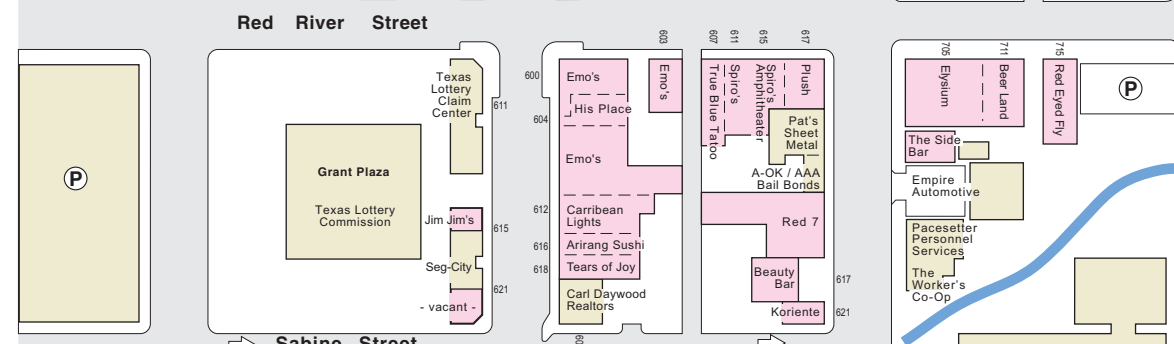 Red River Street
P
Texas
Lottery
Claim
Center
611
Grant Plaza
Texas Lottery
Commission
Jim Jim's
615
Seg-City
621
- vacant -
600
Emo's
603
Emo's
His Place
604
Emo's
612
Carribean
Lights
616
Arirang Sushi
618
Tears of Joy
Carl Daywood
Realtors
607
611
615
617
True Blue Tatoo
Spiro's
Spiro's
Amphitheater
Plush
Pat's
Sheet
Metal
A-OK / AAA
Bail Bonds
Red 7
Beauty
Bar
617
Koriente
621
705
711
715
Elysium
Beer Land
Red Eyed Fly
P
The Side
Bar
Empire
Automotive
Pacesetter
Personnel
Services
The
Worker's
Co-Op
Sabine Street